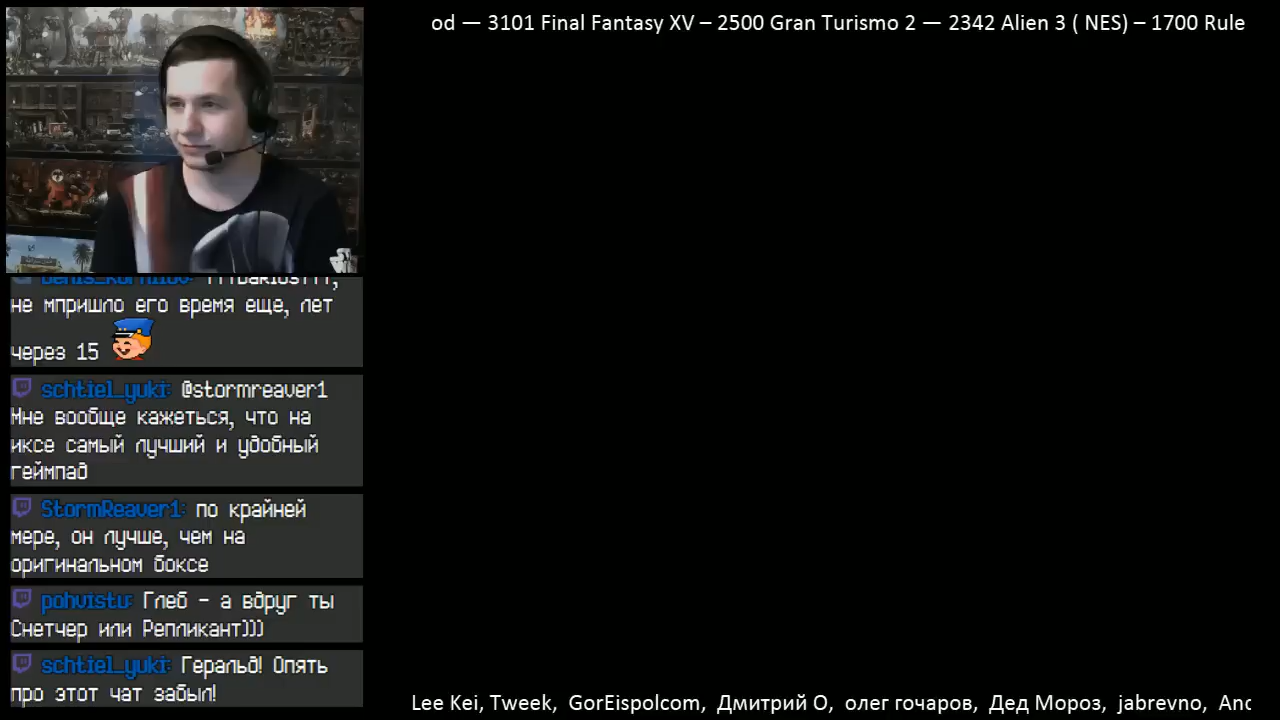 od — 3101 Final Fantasy XV – 2500 Gran Turismo 2 — 2342 Alien 3 ( NES) – 1700 Rule
не мпришло его время еще, лет
через 15
schtiel_yuki: @stormreaver1
Мне вообще кажеться, что на
иксе самый лучший и удобный
геймпад
StormReaver1: по крайней
мере, он лучше, чем на
оригинальном боксе
pohvistu: Глеб - а вдруг ты
Снетчер или Репликант)))
schtiel_yuki: Геральд! Опять
про этот чат забыл!
Lee Kei, Tweek, GorEispolcom, Дмитрий О, олег гочаров, Дед Мороз, jabrevno, Anc